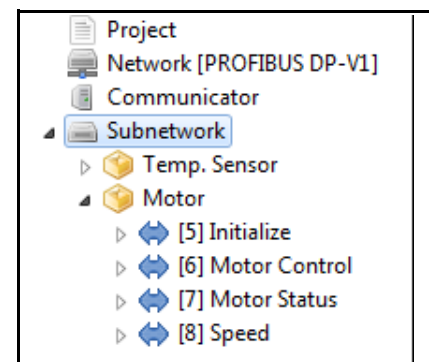 Project
Network [PROFIBUS DP-V1]
Communicator
Subnetwork
Temp. Sensor
Motor
[5] Initialize
[6] Motor Control
[7] Motor Status
[8] Speed